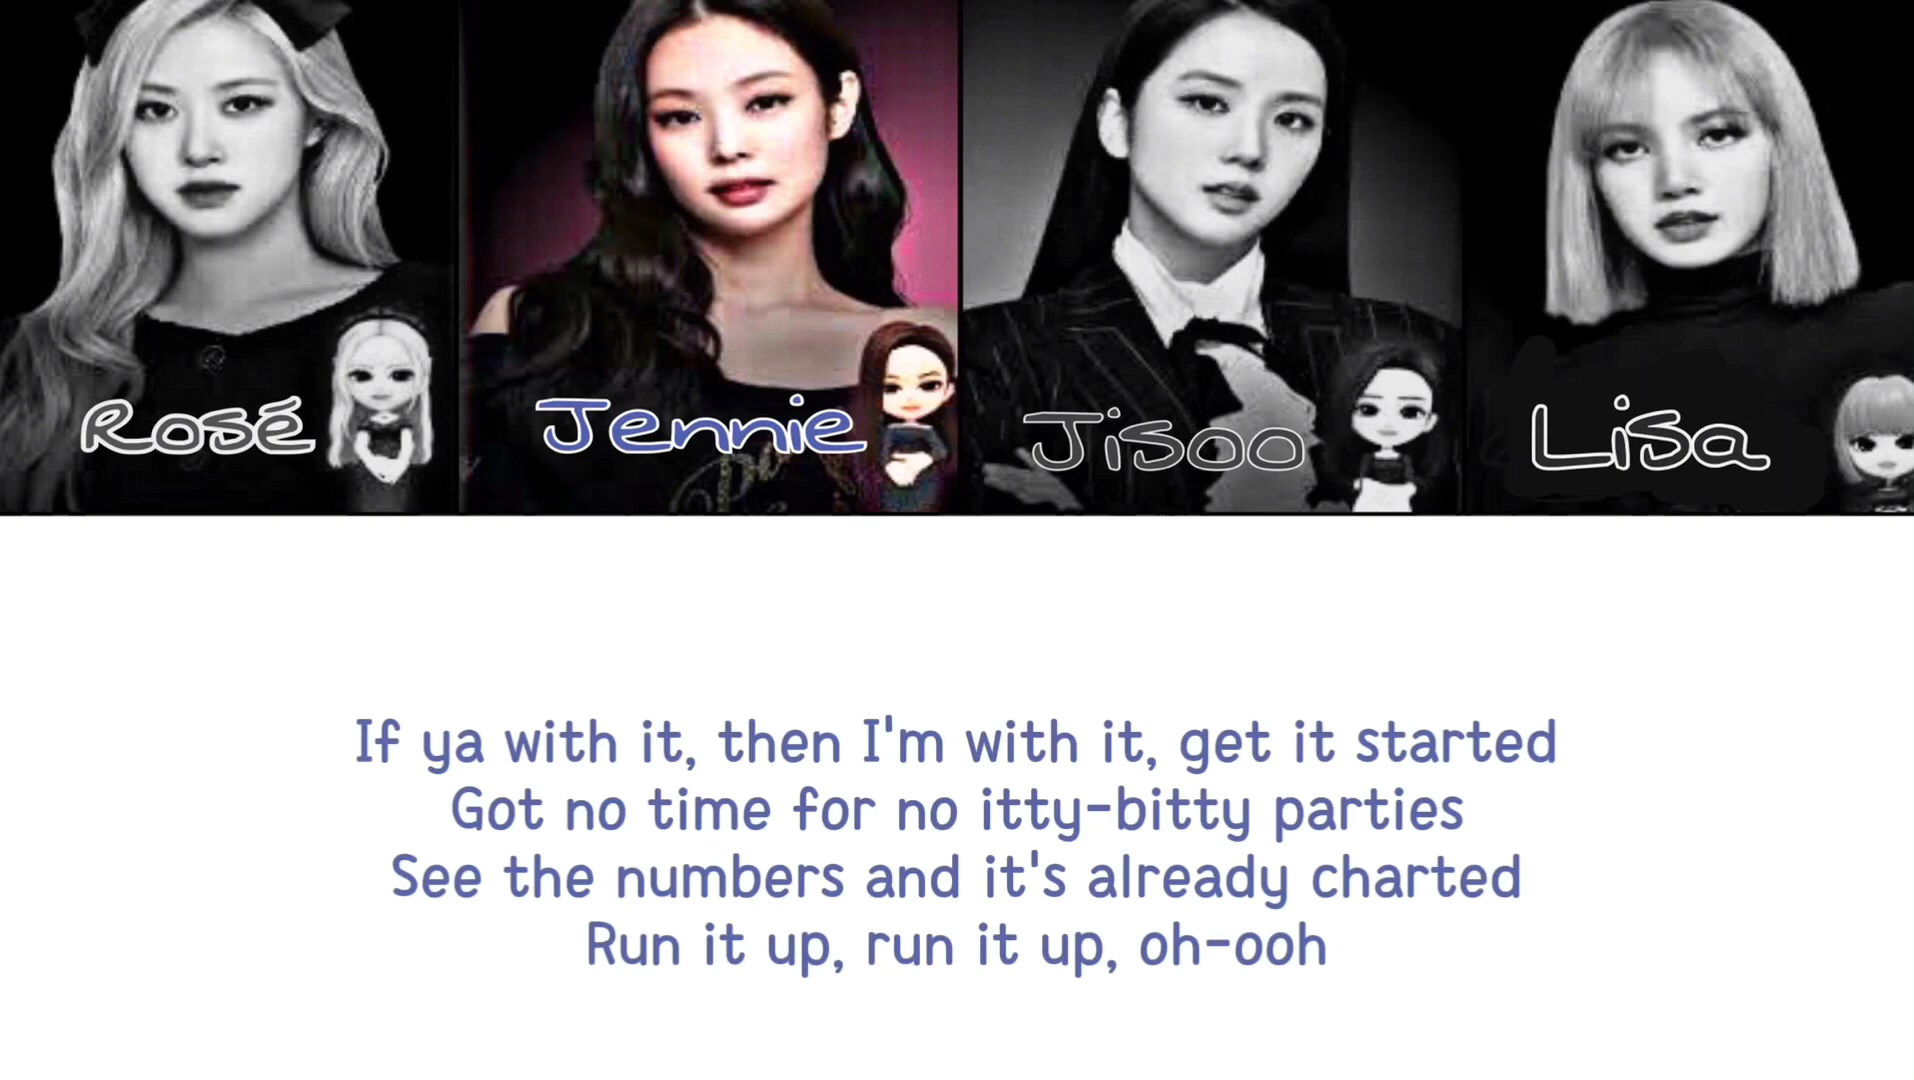 Rosé
Jennie
Jisoo
Lisa
If ya with it, then I'm with it, get it started
Got no time for no itty-bitty parties
See the numbers and it's already charted
Run it up, run it up, oh-ooh